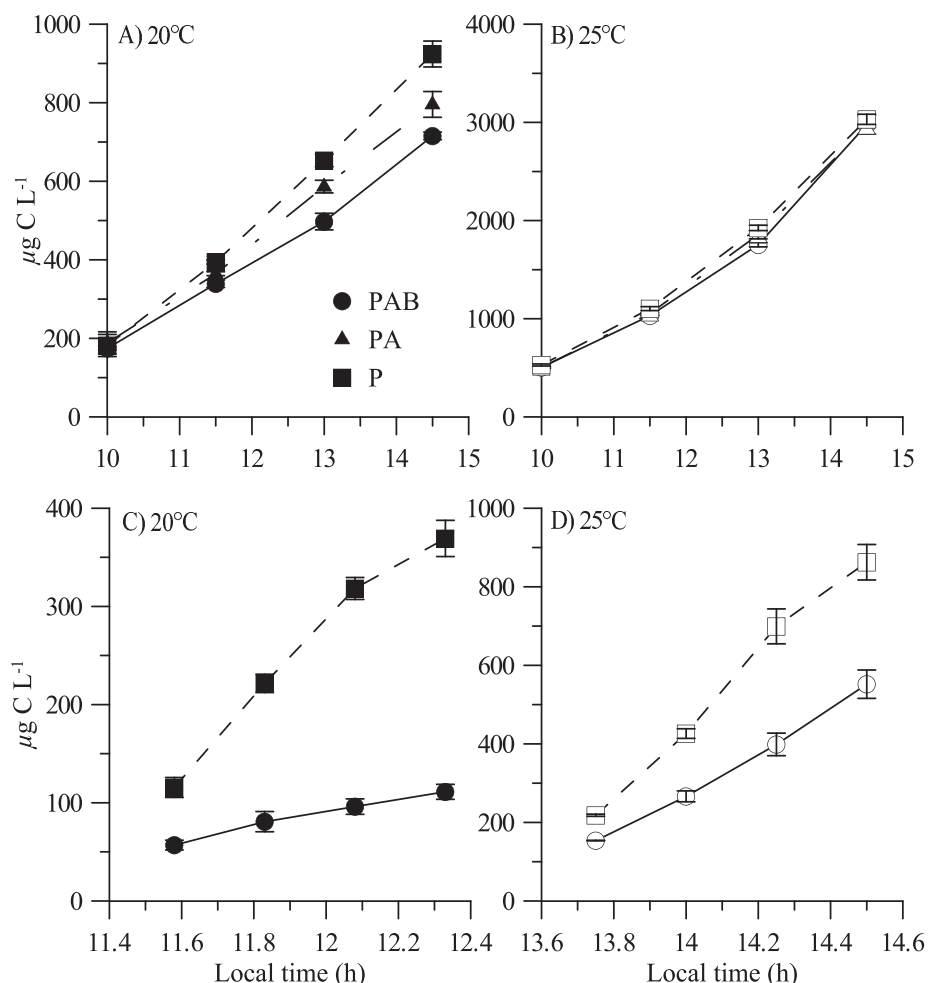 A) 20°C
1000
800
600
400
200
0
µg C L-1
PAB
PA
P
10 11 12 13 14 15
B) 25°C
4000
3000
2000
1000
0
10 11 12 13 14 15
C) 20°C
400
300
200
100
0
µg C L-1
11.4 11.6 11.8 12 12.2 12.4
Local time (h)
D) 25°C
1000
800
600
400
200
0
13.6 13.8 14 14.2 14.4 14.6
Local time (h)